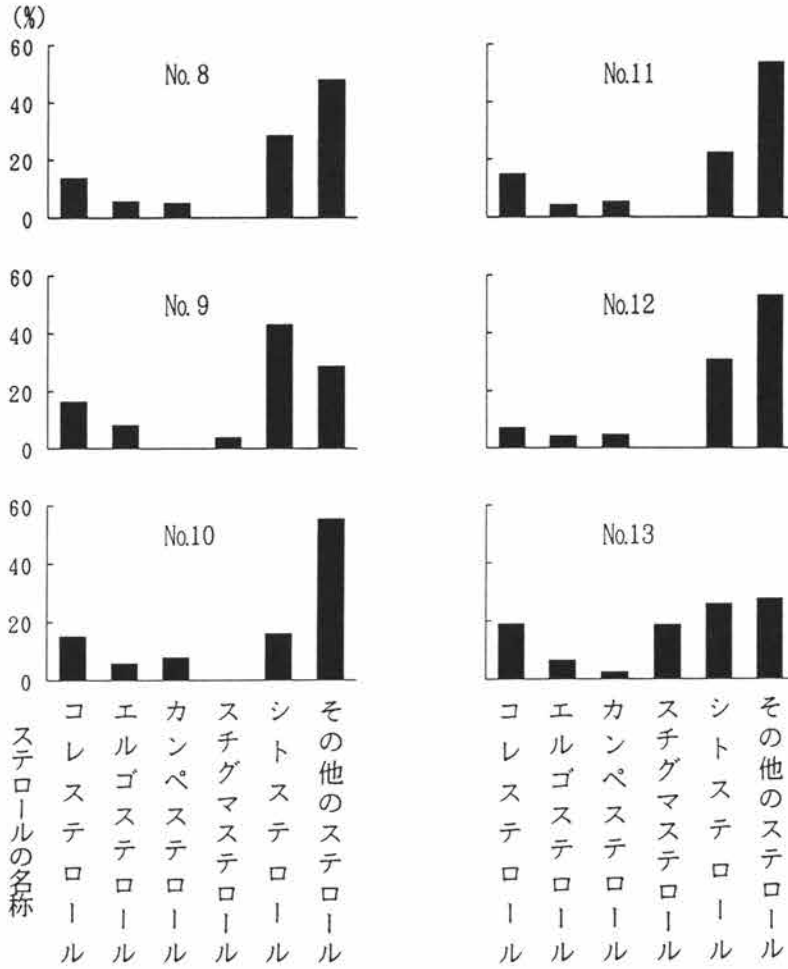 (%)
60
40
20
0
No. 8
No.11
60
40
20
0
No. 9
No.12
60
40
20
0
No.10
No.13
ステロールの名称
コレステロール
エルゴステロール
カンペステロール
スチグマステロール
シトステロール
その他のステロール
コレステロール
エルゴステロール
カンペステロール
スチグマステロール
シトステロール
その他のステロール